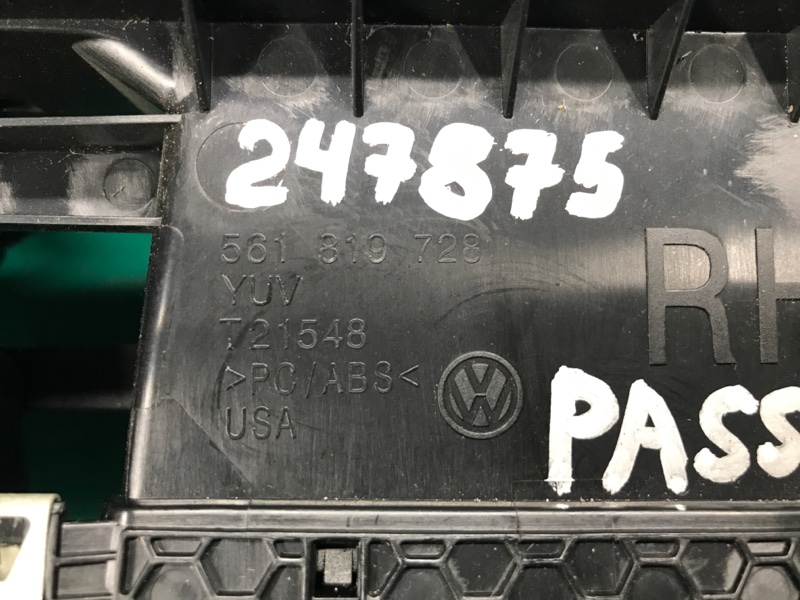 247875
561 819 728
YUV
T21548
>PC/ABS<
USA
RH
PASS